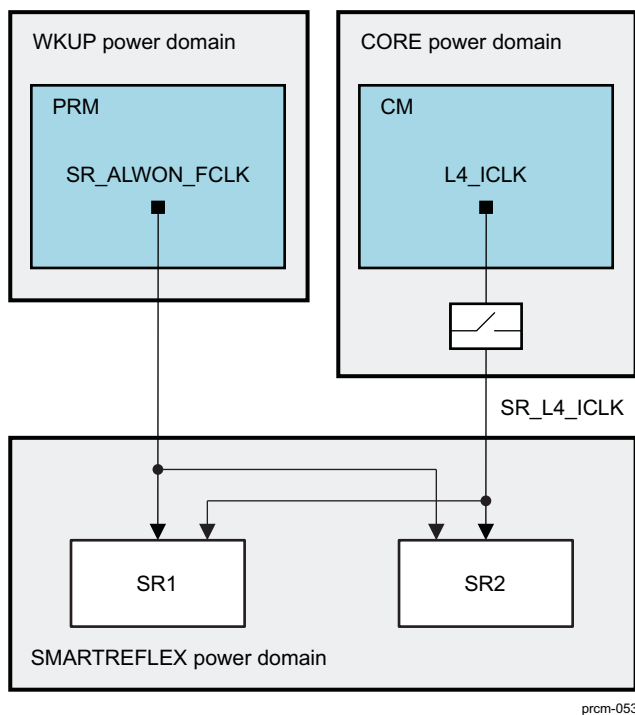 WKUP power domain
CORE power domain
PRM
CM
SR_ALWON_FCLK
L4_ICLK
SR_L4_ICLK
SR1
SR2
SMARTREFLEX power domain
prcm-053